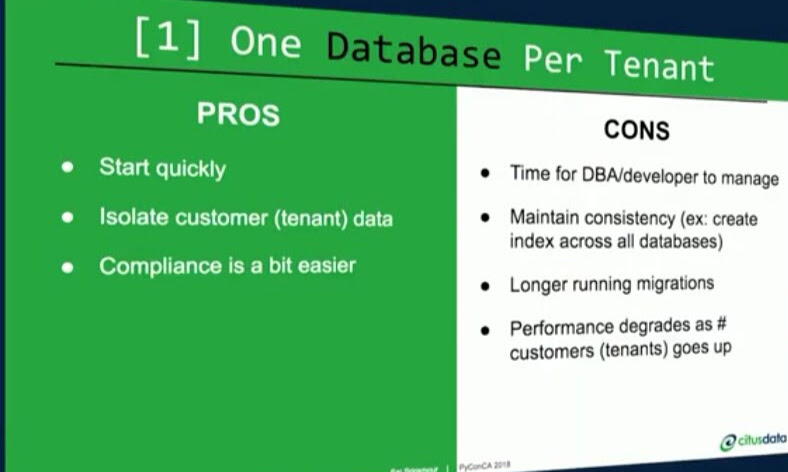 [1] One Database Per Tenant
PROS
● Start quickly
● Isolate customer (tenant) data
● Compliance is a bit easier
CONS
● Time for DBA/developer to manage
● Maintain consistency (ex: create
index across all databases)
● Longer running migrations
● Performance degrades as #
customers (tenants) goes up
citusdata
| PyConCA 2018